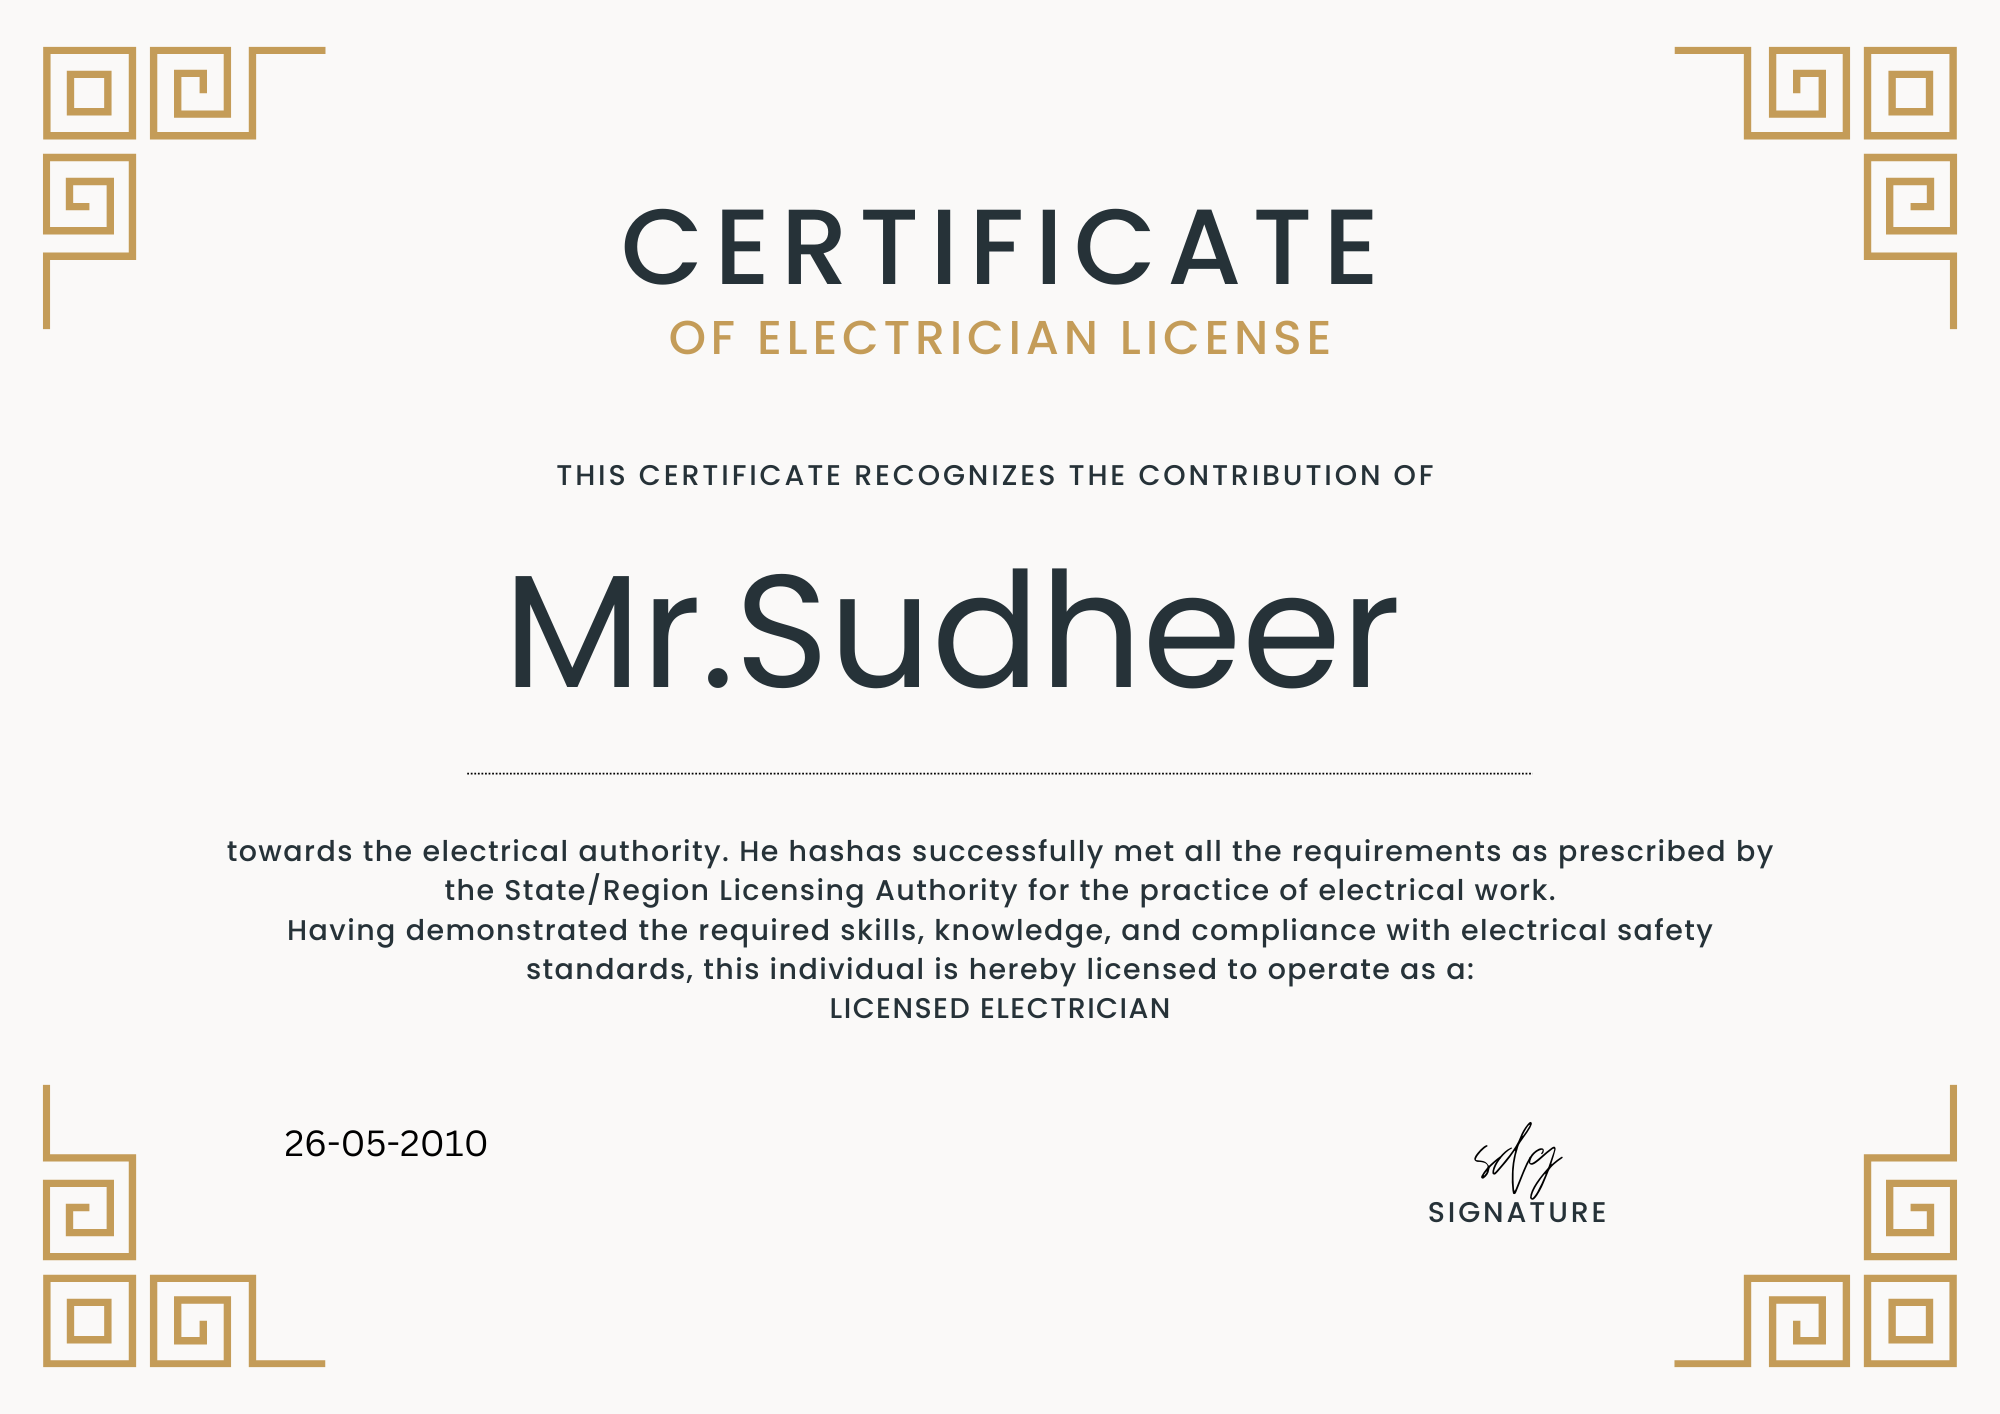 CERTIFICATE
OF ELECTRICIAN LICENSE
THIS CERTIFICATE RECOGNIZES THE CONTRIBUTION OF
Mr.Sudheer
towards the electrical authority. He hashas successfully met all the requirements as prescribed by
the State/Region Licensing Authority for the practice of electrical work.
Having demonstrated the required skills, knowledge, and compliance with electrical safety
standards, this individual is hereby licensed to operate as a:
LICENSED ELECTRICIAN
26-05-2010
sdg
SIGNATURE